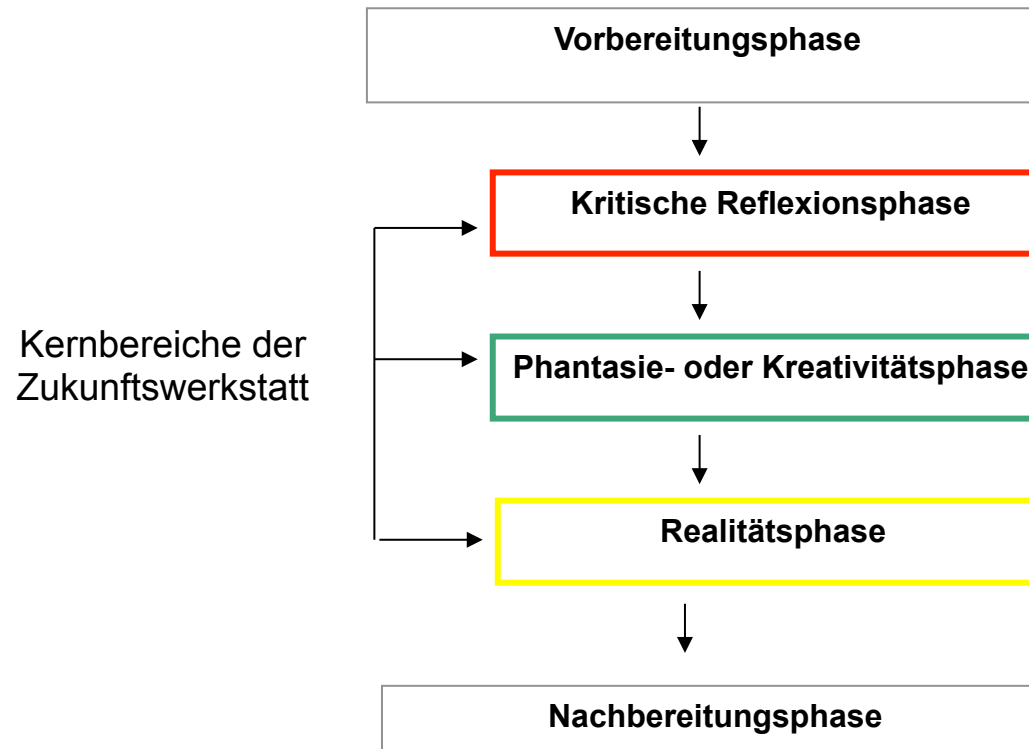 Vorbereitungsphase
Kritische Reflexionsphase
Kernbereiche der
Zukunftswerkstatt
Phantasie- oder Kreativitätsphase
Realitätsphase
Nachbereitungsphase